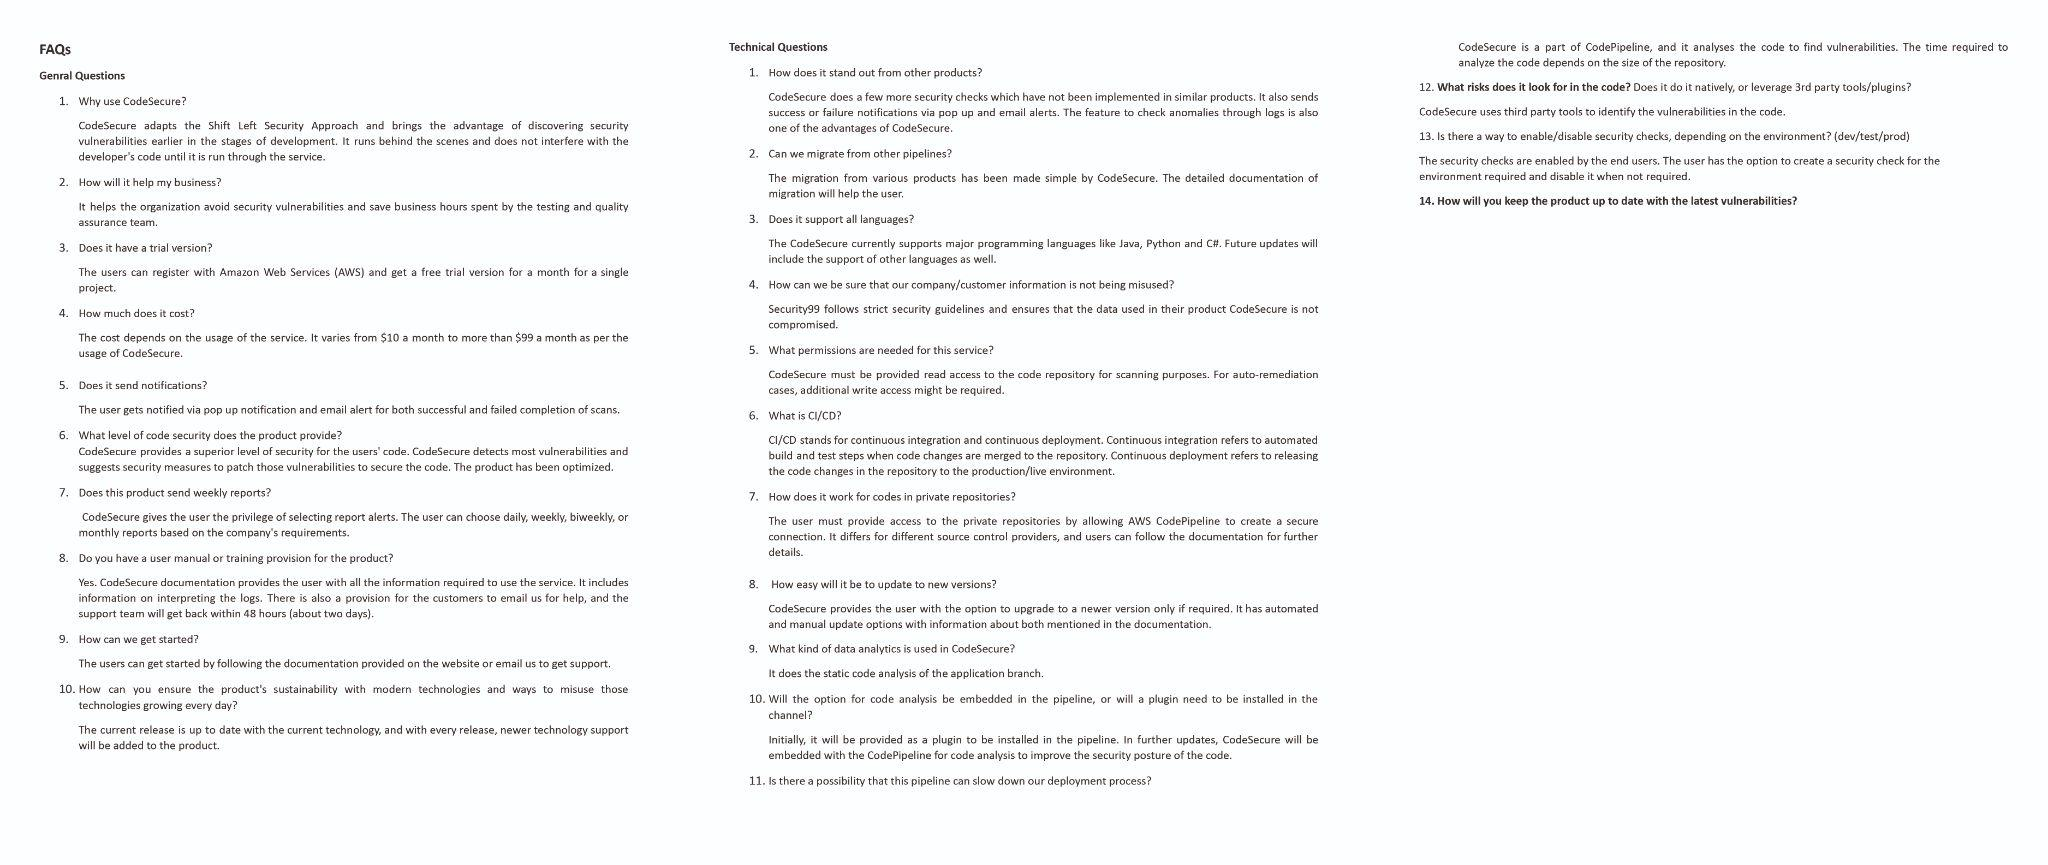 FAQs
Genral Questions
1. Why use CodeSecure?
CodeSecure adapts the Shift Left Security Approach and brings the advantage of discovering security
vulnerabilities earlier in the stages of development. It runs behind the scenes and does not interfere with the
developer's code until it is run through the service.
2. How will it help my business?
It helps the organization avoid security vulnerabilities and save business hours spent by the testing and quality
assurance team.
3. Does it have a trial version?
The users can register with Amazon Web Services (AWS) and get a free trial version for a month for a single
project.
4. How much does it cost?
The cost depends on the usage of the service. It varies from $10 a month to more than $99 a month as per the
usage of CodeSecure.
5. Does it send notifications?
The user gets notified via pop up notification and email alert for both successful and failed completion of scans.
6. What level of code security does the product provide?
CodeSecure provides a superior level of security for the users' code. CodeSecure detects most vulnerabilities and
suggests security measures to patch those vulnerabilities to secure the code. The product has been optimized.
7. Does this product send weekly reports?
CodeSecure gives the user the privilege of selecting report alerts. The user can choose daily, weekly, biweekly, or
monthly reports based on the company's requirements.
8. Do you have a user manual or training provision for the product?
Yes. CodeSecure documentation provides the user with all the information required to use the service. It includes
information on interpreting the logs. There is also a provision for the customers to email us for help, and the
support team will get back within 48 hours (about two days).
9. How can we get started?
The users can get started by following the documentation provided on the website or email us to get support.
10. How can you ensure the product's sustainability with modern technologies and ways to misuse those
technologies growing every day?
The current release is up to date with the current technology, and with every release, newer technology support
will be added to the product.
Technical Questions
1. How does it stand out from other products?
CodeSecure does a few more security checks which have not been implemented in similar products. It also sends
success or failure notifications via pop up and email alerts. The feature to check anomalies through logs is also
one of the advantages of CodeSecure.
2. Can we migrate from other pipelines?
The migration from various products has been made simple by CodeSecure. The detailed documentation of
migration will help the user.
3. Does it support all languages?
The CodeSecure currently supports major programming languages like Java, Python and C#. Future updates will
include the support of other languages as well.
4. How can we be sure that our company/customer information is not being misused?
Security99 follows strict security guidelines and ensures that the data used in their product CodeSecure is not
compromised.
5. What permissions are needed for this service?
CodeSecure must be provided read access to the code repository for scanning purposes. For auto-remediation
cases, additional write access might be required.
6. What is CI/CD?
CI/CD stands for continuous integration and continuous deployment. Continuous integration refers to automated
build and test steps when code changes are merged to the repository. Continuous deployment refers to releasing
the code changes in the repository to the production/live environment.
7. How does it work for codes in private repositories?
The user must provide access to the private repositories by allowing AWS CodePipeline to create a secure
connection. It differs for different source control providers, and users can follow the documentation for further
details.
8. How easy will it be to update to new versions?
CodeSecure provides the user with the option to upgrade to a newer version only if required. It has automated
and manual update options with information about both mentioned in the documentation.
9. What kind of data analytics is used in CodeSecure?
It does the static code analysis of the application branch.
10. Will the option for code analysis be embedded in the pipeline, or will a plugin need to be installed in the
channel?
Initially, it will be provided as a plugin to be installed in the pipeline. In further updates, CodeSecure will be
embedded with the CodePipeline for code analysis to improve the security posture of the code.
11. Is there a possibility that this pipeline can slow down our deployment process?
CodeSecure is a part of CodePipeline, and it analyses the code to find vulnerabilities. The time required to
analyze the code depends on the size of the repository.
12. What risks does it look for in the code? Does it do it natively, or leverage 3rd party tools/plugins?
CodeSecure uses third party tools to identify the vulnerabilities in the code.
13. Is there a way to enable/disable security checks, depending on the environment? (dev/test/prod)
The security checks are enabled by the end users. The user has the option to create a security check for the
environment required and disable it when not required.
14. How will you keep the product up to date with the latest vulnerabilities?